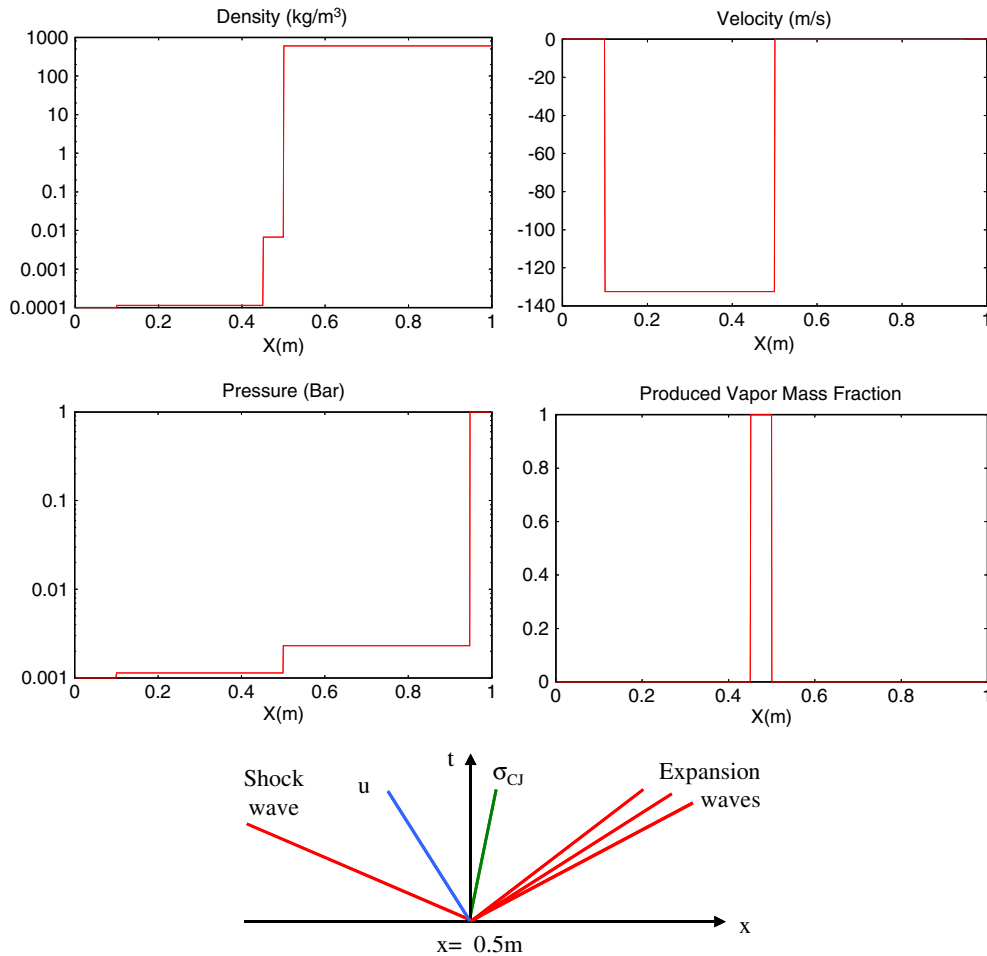 Density (kg/m³)
1000
100
10
1
0.1
0.01
0.001
0.0001
0 0.2 0.4 0.6 0.8 1
X(m)
Velocity (m/s)
0
-20
-40
-60
-80
-100
-120
-140
0 0.2 0.4 0.6 0.8 1
X(m)
Pressure (Bar)
1
0.1
0.01
0.001
0 0.2 0.4 0.6 0.8 1
X(m)
Produced Vapor Mass Fraction
1
0.8
0.6
0.4
0.2
0
0 0.2 0.4 0.6 0.8 1
X(m)
Shock
wave
u
t
σCJ
Expansion
waves
x
x= 0.5m